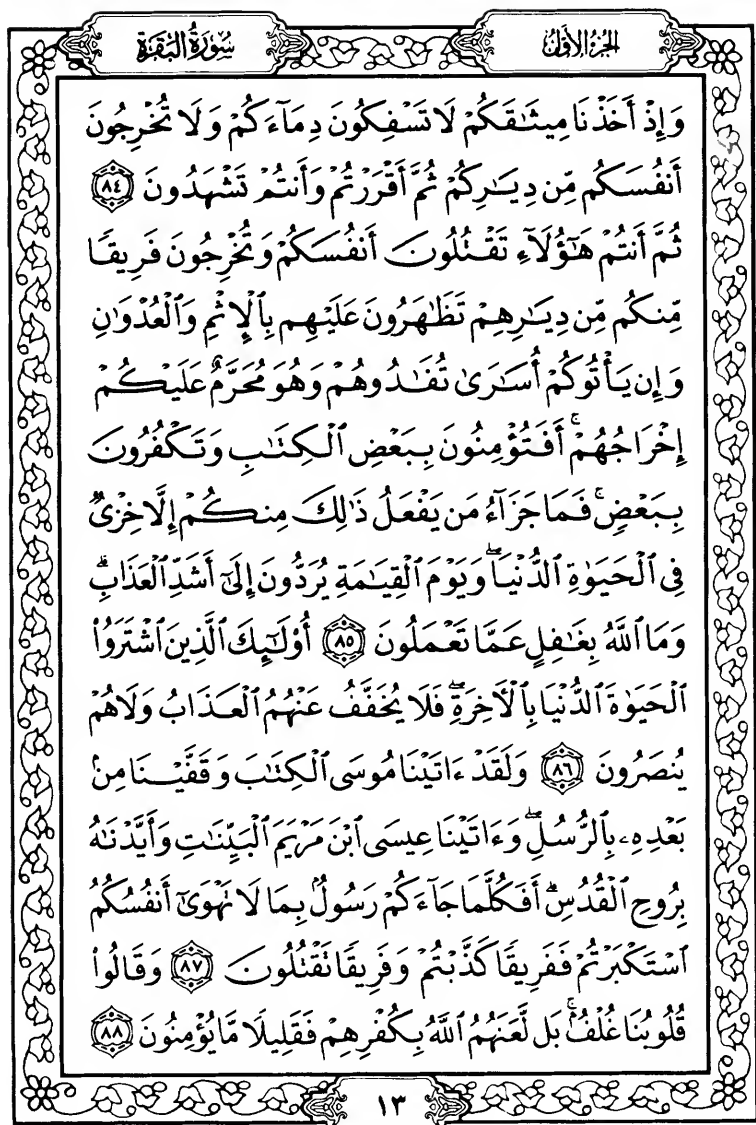 سُورَةُ البَقَرَةِ
الجُزْءُ الأَوَّلُ
وَإِذْ أَخَذْنَا مِيثَٰقَكُمْ لَا تَسْفِكُونَ دِمَآءَكُمْ وَلَا تُخْرِجُونَ
أَنفُسَكُم مِّن دِيَٰرِكُمْ ثُمَّ أَقْرَرْتُمْ وَأَنتُمْ تَشْهَدُونَ ٨٤
ثُمَّ أَنتُمْ هَٰٓؤُلَآءِ تَقْتُلُونَ أَنفُسَكُمْ وَتُخْرِجُونَ فَرِيقًا
مِّنكُم مِّن دِيَٰرِهِمْ تَظَٰهَرُونَ عَلَيْهِم بِٱلْإِثْمِ وَٱلْعُدْوَٰنِ
وَإِن يَأْتُوكُمْ أُسَٰرَىٰ تُفَٰدُوهُمْ وَهُوَ مُحَرَّمٌ عَلَيْكُمْ
إِخْرَاجُهُمْ ۚ أَفَتُؤْمِنُونَ بِبَعْضِ ٱلْكِتَٰبِ وَتَكْفُرُونَ
بِبَعْضٍ ۚ فَمَا جَزَآءُ مَن يَفْعَلُ ذَٰلِكَ مِنكُمْ إِلَّا خِزْىٌ
فِى ٱلْحَيَوٰةِ ٱلدُّنْيَا ۖ وَيَوْمَ ٱلْقِيَٰمَةِ يُرَدُّونَ إِلَىٰٓ أَشَدِّ ٱلْعَذَابِ ۗ
وَمَا ٱللَّهُ بِغَٰفِلٍ عَمَّا تَعْمَلُونَ ٨٥ أُو۟لَٰٓئِكَ ٱلَّذِينَ ٱشْتَرَوُا۟
ٱلْحَيَوٰةَ ٱلدُّنْيَا بِٱلْآخِرَةِ ۖ فَلَا يُخَفَّفُ عَنْهُمُ ٱلْعَذَابُ وَلَا هُمْ
يُنصَرُونَ ٨٦ وَلَقَدْ ءَاتَيْنَا مُوسَى ٱلْكِتَٰبَ وَقَفَّيْنَا مِنۢ
بَعْدِهِۦ بِٱلرُّسُلِ ۖ وَءَاتَيْنَا عِيسَى ٱبْنَ مَرْيَمَ ٱلْبَيِّنَٰتِ وَأَيَّدْنَٰهُ
بِرُوحِ ٱلْقُدُسِ ۗ أَفَكُلَّمَا جَآءَكُمْ رَسُولٌۢ بِمَا لَا تَهْوَىٰٓ أَنفُسُكُمُ
ٱسْتَكْبَرْتُمْ فَفَرِيقًا كَذَّبْتُمْ وَفَرِيقًا تَقْتُلُونَ ٨٧ وَقَالُوا۟
قُلُوبُنَا غُلْفٌۢ ۚ بَل لَّعَنَهُمُ ٱللَّهُ بِكُفْرِهِمْ فَقَلِيلًا مَّا يُؤْمِنُونَ ٨٨
١٣